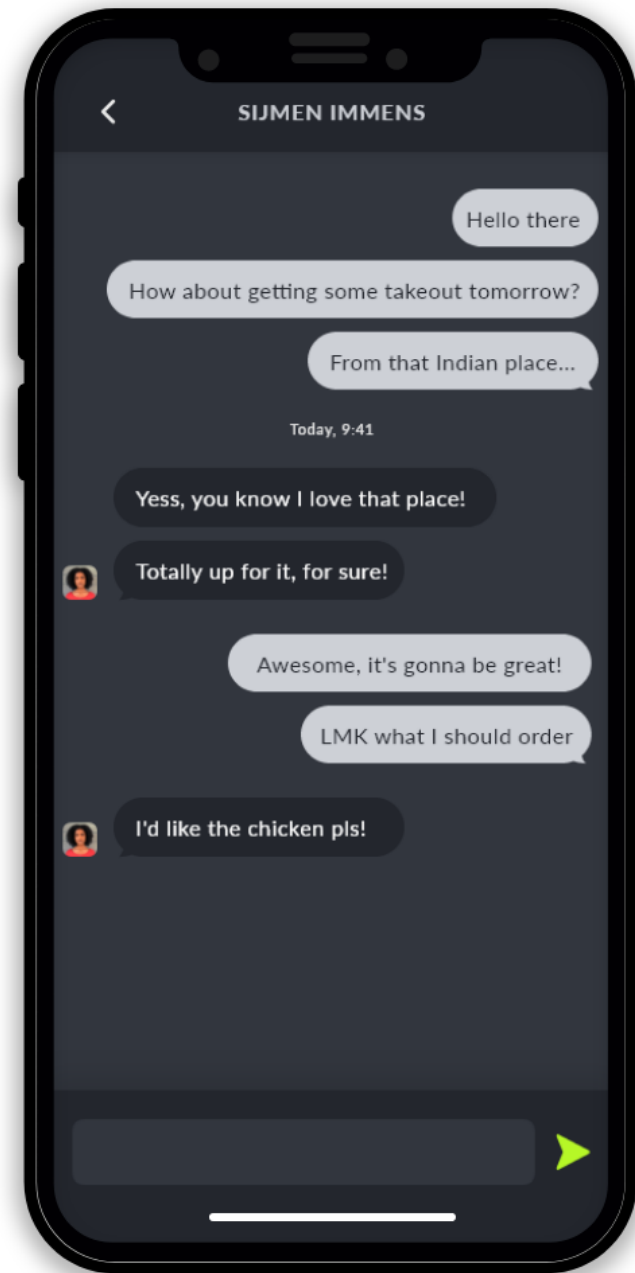 SIJMEN IMMENS
Hello there
How about getting some takeout tomorrow?
From that Indian place...
Today, 9:41
Yess, you know I love that place!
Totally up for it, for sure!
Awesome, it's gonna be great!
LMK what I should order
I'd like the chicken pls!